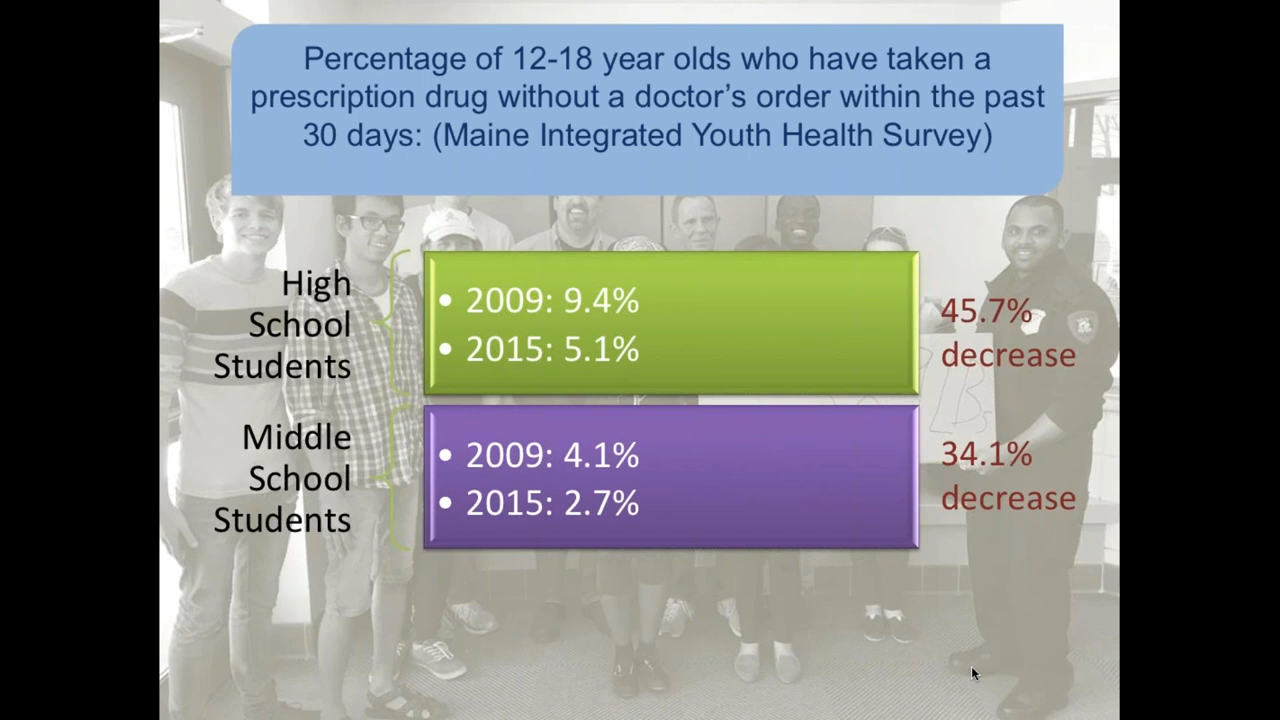 Percentage of 12-18 year olds who have taken a
prescription drug without a doctor’s order within the past
30 days: (Maine Integrated Youth Health Survey)
High
School
Students
• 2009: 9.4%
• 2015: 5.1%
45.7%
decrease
Middle
School
Students
• 2009: 4.1%
• 2015: 2.7%
34.1%
decrease